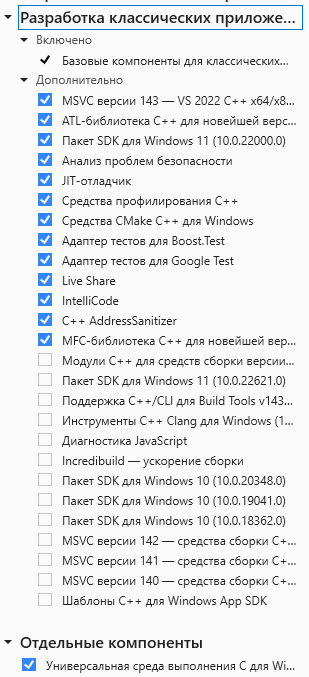 Разработка классических приложе...
Включено
Базовые компоненты для классических...
Дополнительно
MSVC версии 143 — VS 2022 C++ x64/x8...
ATL-библиотека C++ для новейшей верс...
Пакет SDK для Windows 11 (10.0.22000.0)
Анализ проблем безопасности
JIT-отладчик
Средства профилирования C++
Средства CMake C++ для Windows
Адаптер тестов для Boost.Test
Адаптер тестов для Google Test
Live Share
IntelliCode
C++ AddressSanitizer
MFC-библиотека C++ для новейшей вер...
Модули C++ для средств сборки версии...
Пакет SDK для Windows 11 (10.0.22621.0)
Поддержка C++/CLI для Build Tools v143...
Инструменты C++ Clang для Windows (1...
Диагностика JavaScript
Incredibuild — ускорение сборки
Пакет SDK для Windows 10 (10.0.20348.0)
Пакет SDK для Windows 10 (10.0.19041.0)
Пакет SDK для Windows 10 (10.0.18362.0)
MSVC версии 142 — средства сборки C+...
MSVC версии 141 — средства сборки C+...
MSVC версии 140 — средства сборки C+...
Шаблоны C++ для Windows App SDK
Отдельные компоненты
Универсальная среда выполнения C для Wi...